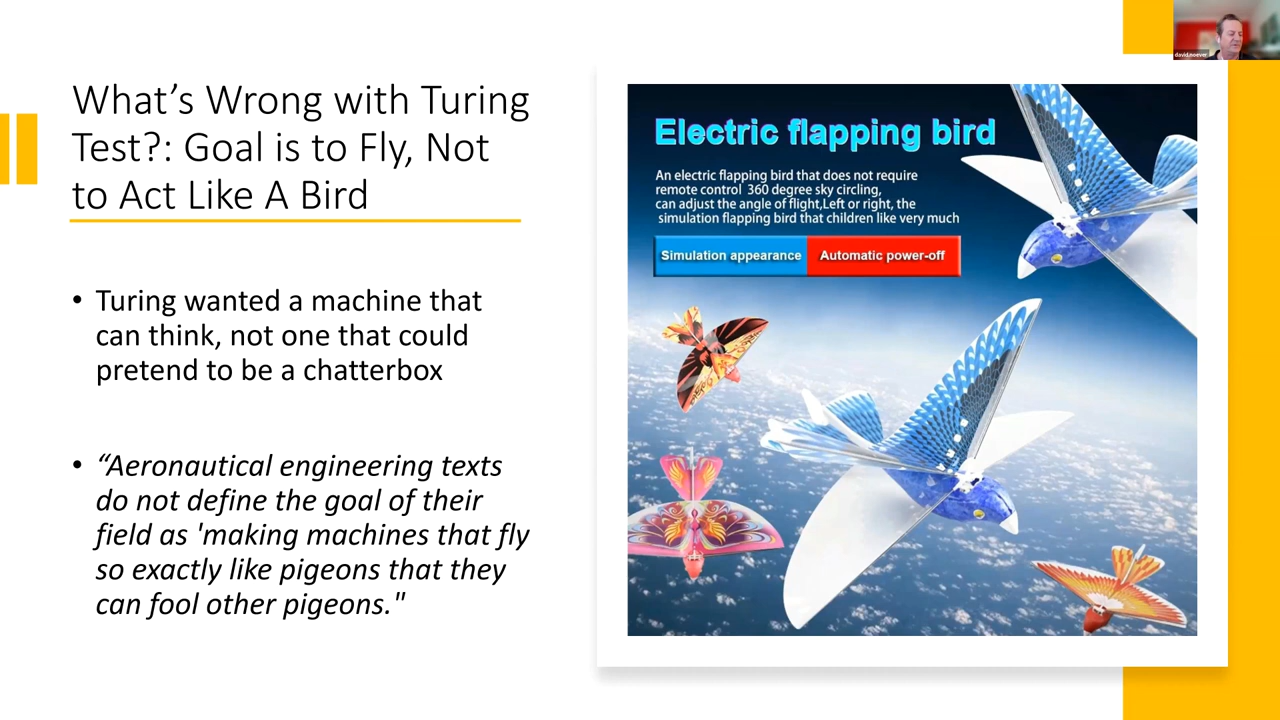 What’s Wrong with Turing
Test?: Goal is to Fly, Not
to Act Like A Bird
• Turing wanted a machine that
can think, not one that could
pretend to be a chatterbox
• “Aeronautical engineering texts
do not define the goal of their
field as 'making machines that fly
so exactly like pigeons that they
can fool other pigeons."
Electric flapping bird
An electric flapping bird that does not require
remote control 360 degree sky circling,
can adjust the angle of flight,Left or right, the
simulation flapping bird that children like very much
Simulation appearance
Automatic power-off
david.noever